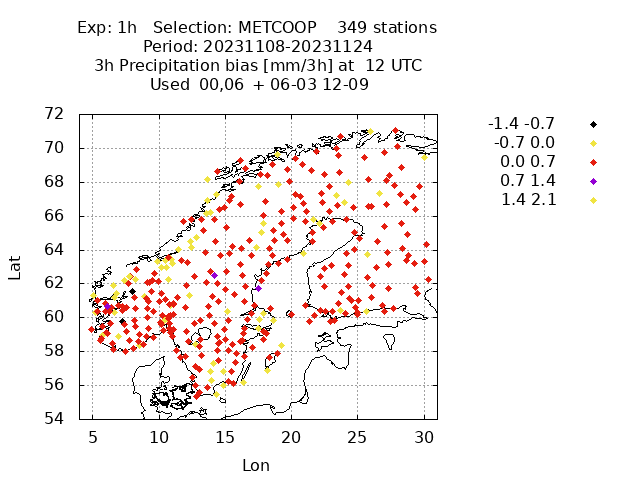 Exp: 1h   Selection: METCOOP    349 stations
Period: 20231108-20231124
3h Precipitation bias [mm/3h] at  12 UTC
Used  00,06  + 06-03 12-09
-1.4 -0.7
-0.7 0.0
0.0 0.7
0.7 1.4
1.4 2.1
72
70
68
66
64
62
60
58
56
54
Lat
5 10 15 20 25 30
Lon